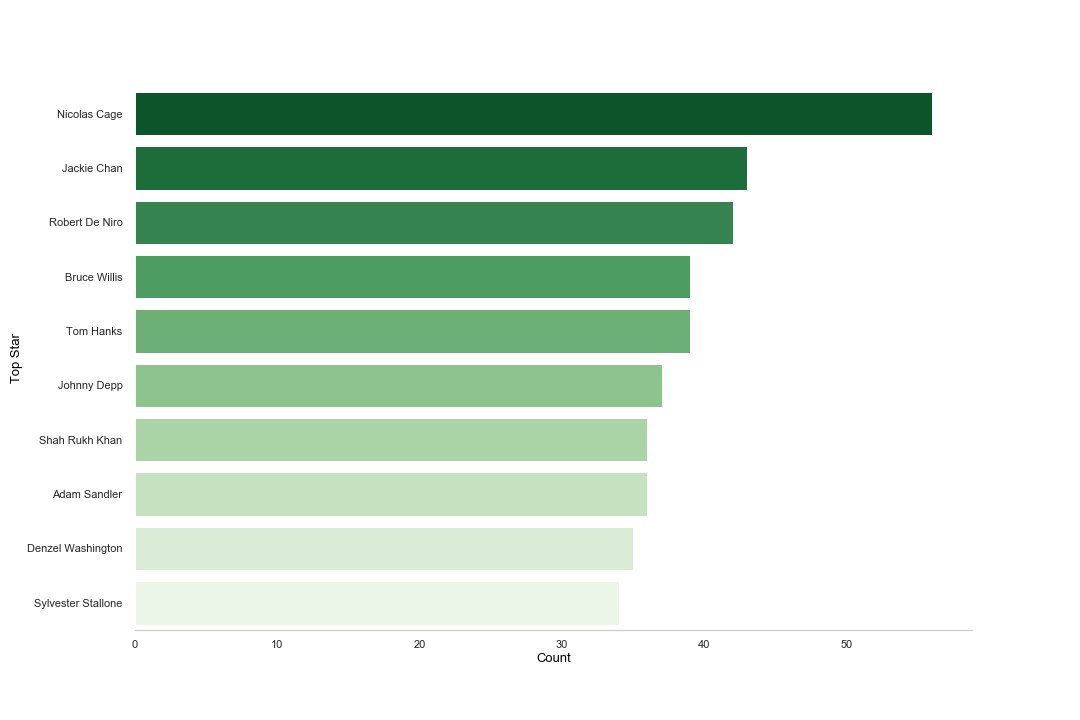 Top Star
Nicolas Cage
Jackie Chan
Robert De Niro
Bruce Willis
Tom Hanks
Johnny Depp
Shah Rukh Khan
Adam Sandler
Denzel Washington
Sylvester Stallone
0 10 20 30 40 50
Count